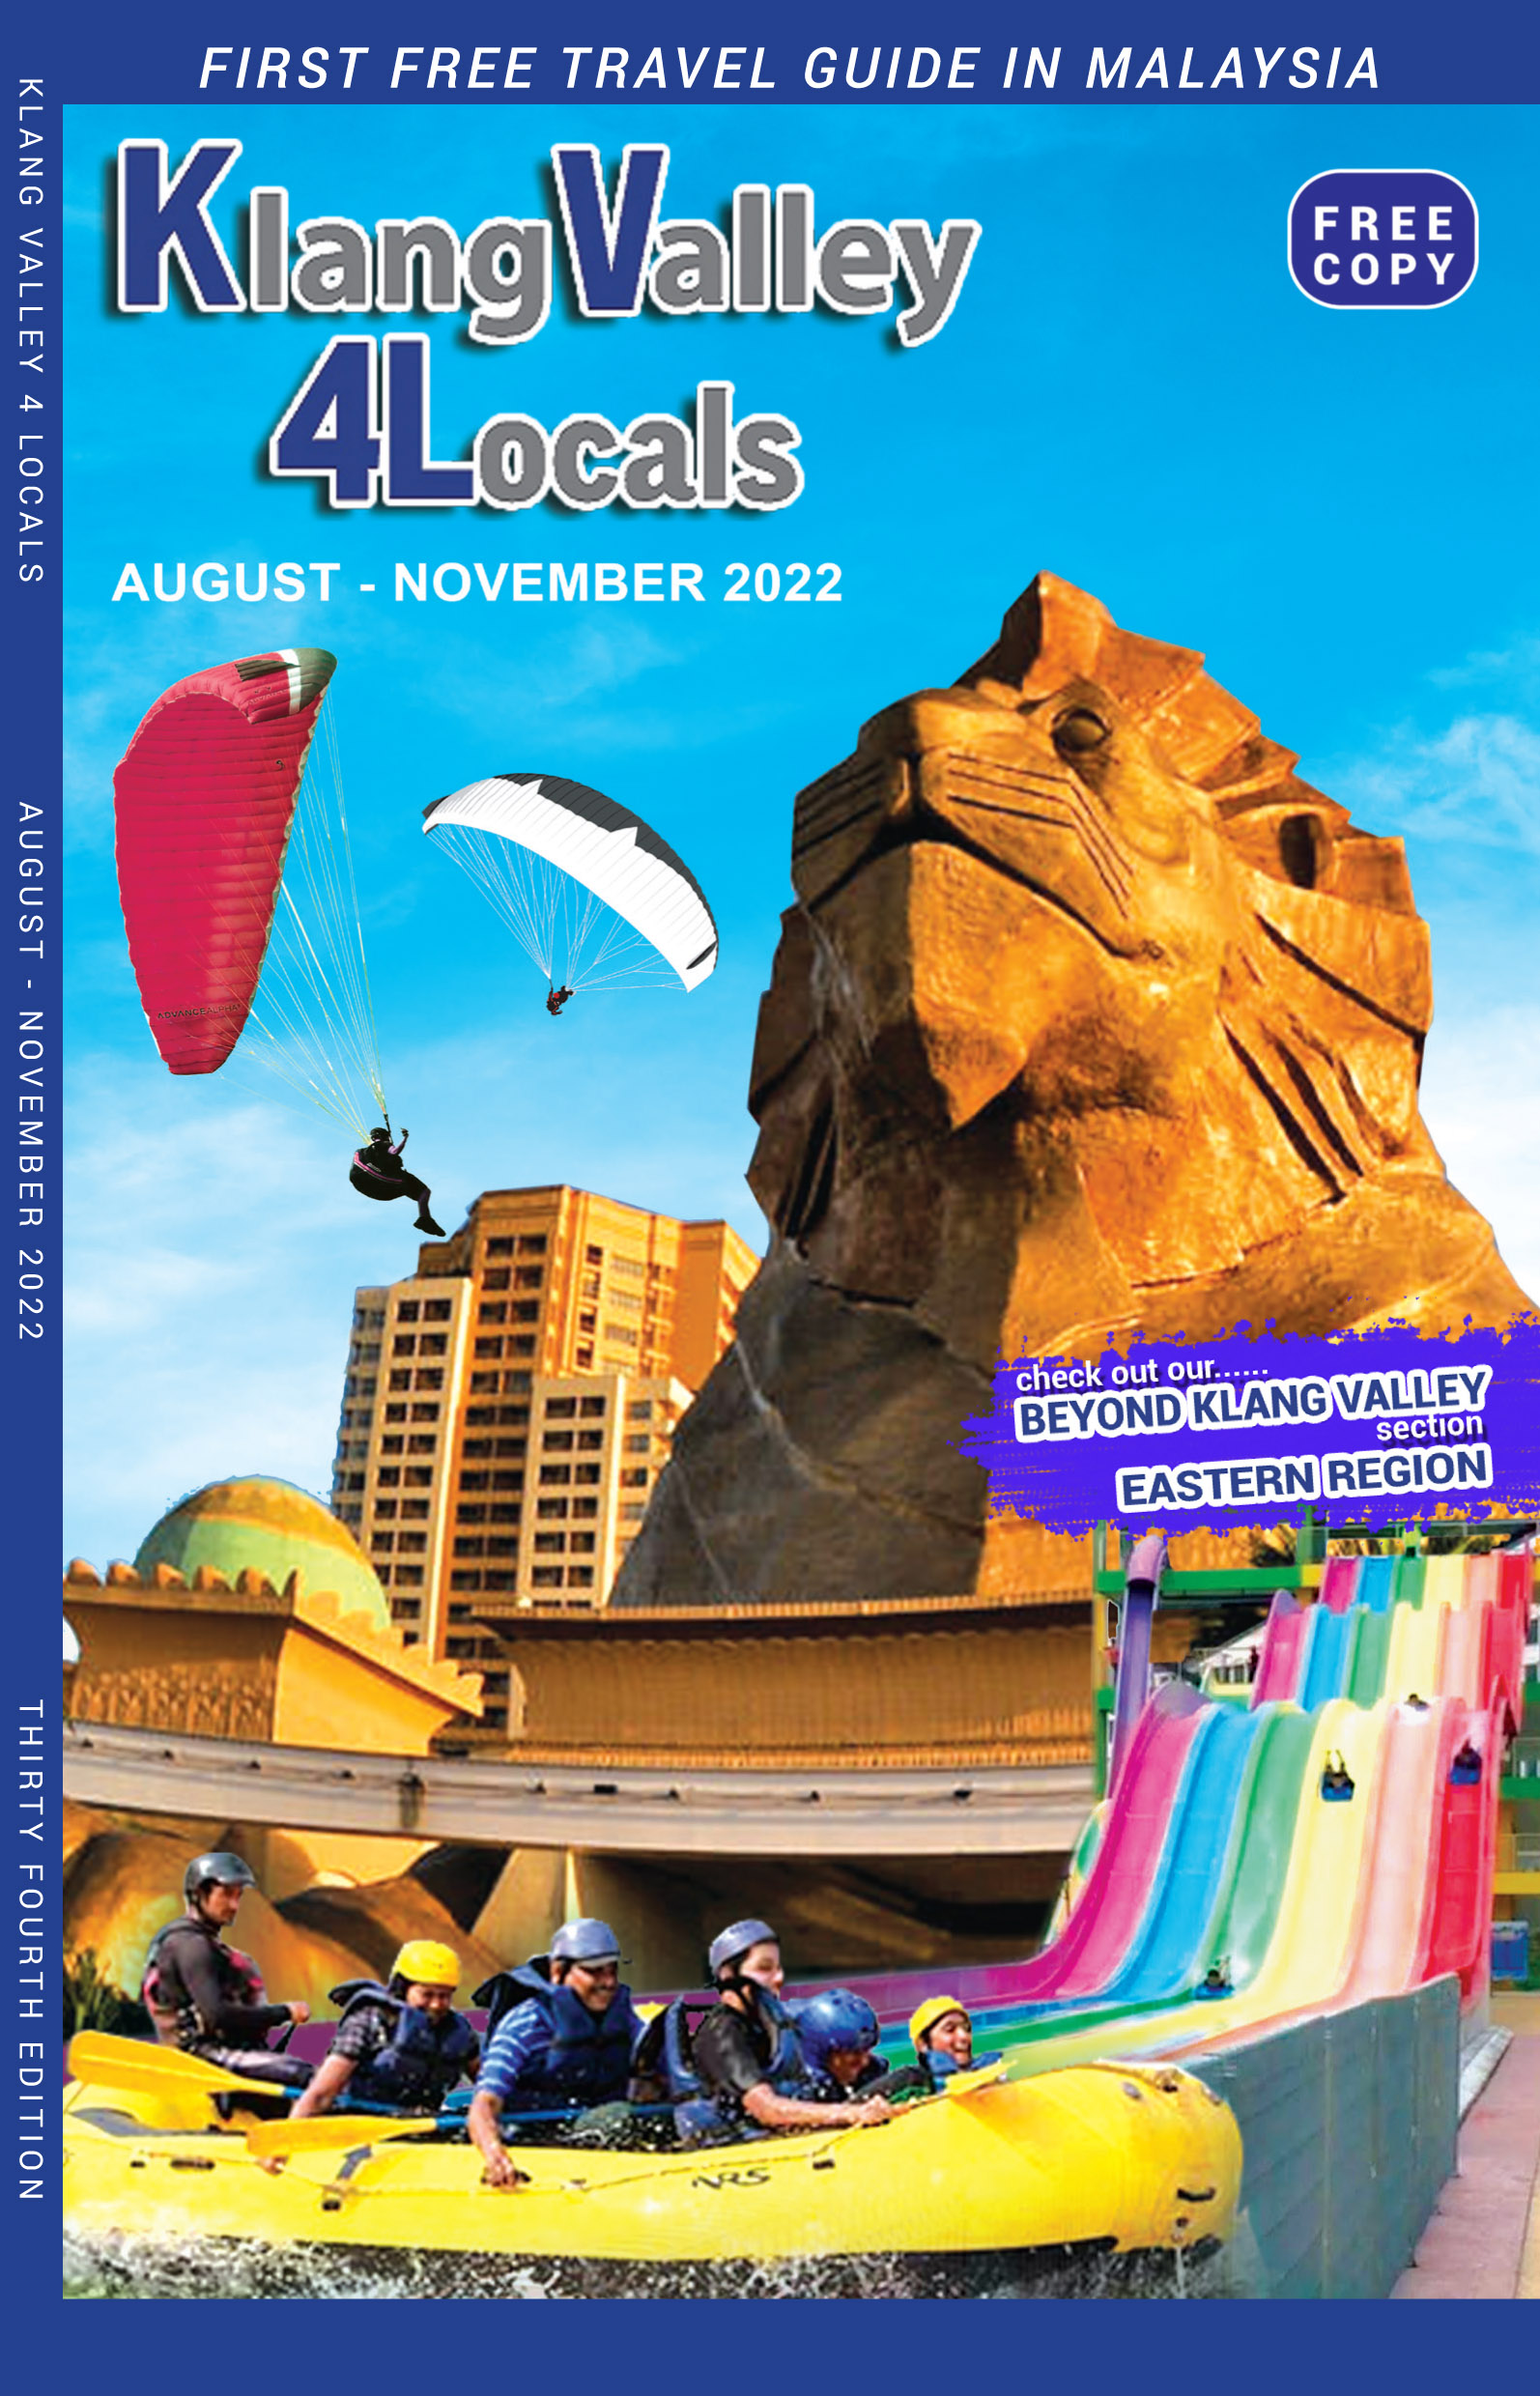 FIRST FREE TRAVEL GUIDE IN MALAYSIA
KLANG VALLEY 4 LOCALS
AUGUST - NOVEMBER 2022
THIRTY FOURTH EDITION
KlangValley
4Locals
FREE
COPY
AUGUST - NOVEMBER 2022
check out our......
BEYOND KLANG VALLEY
section
EASTERN REGION
NRS